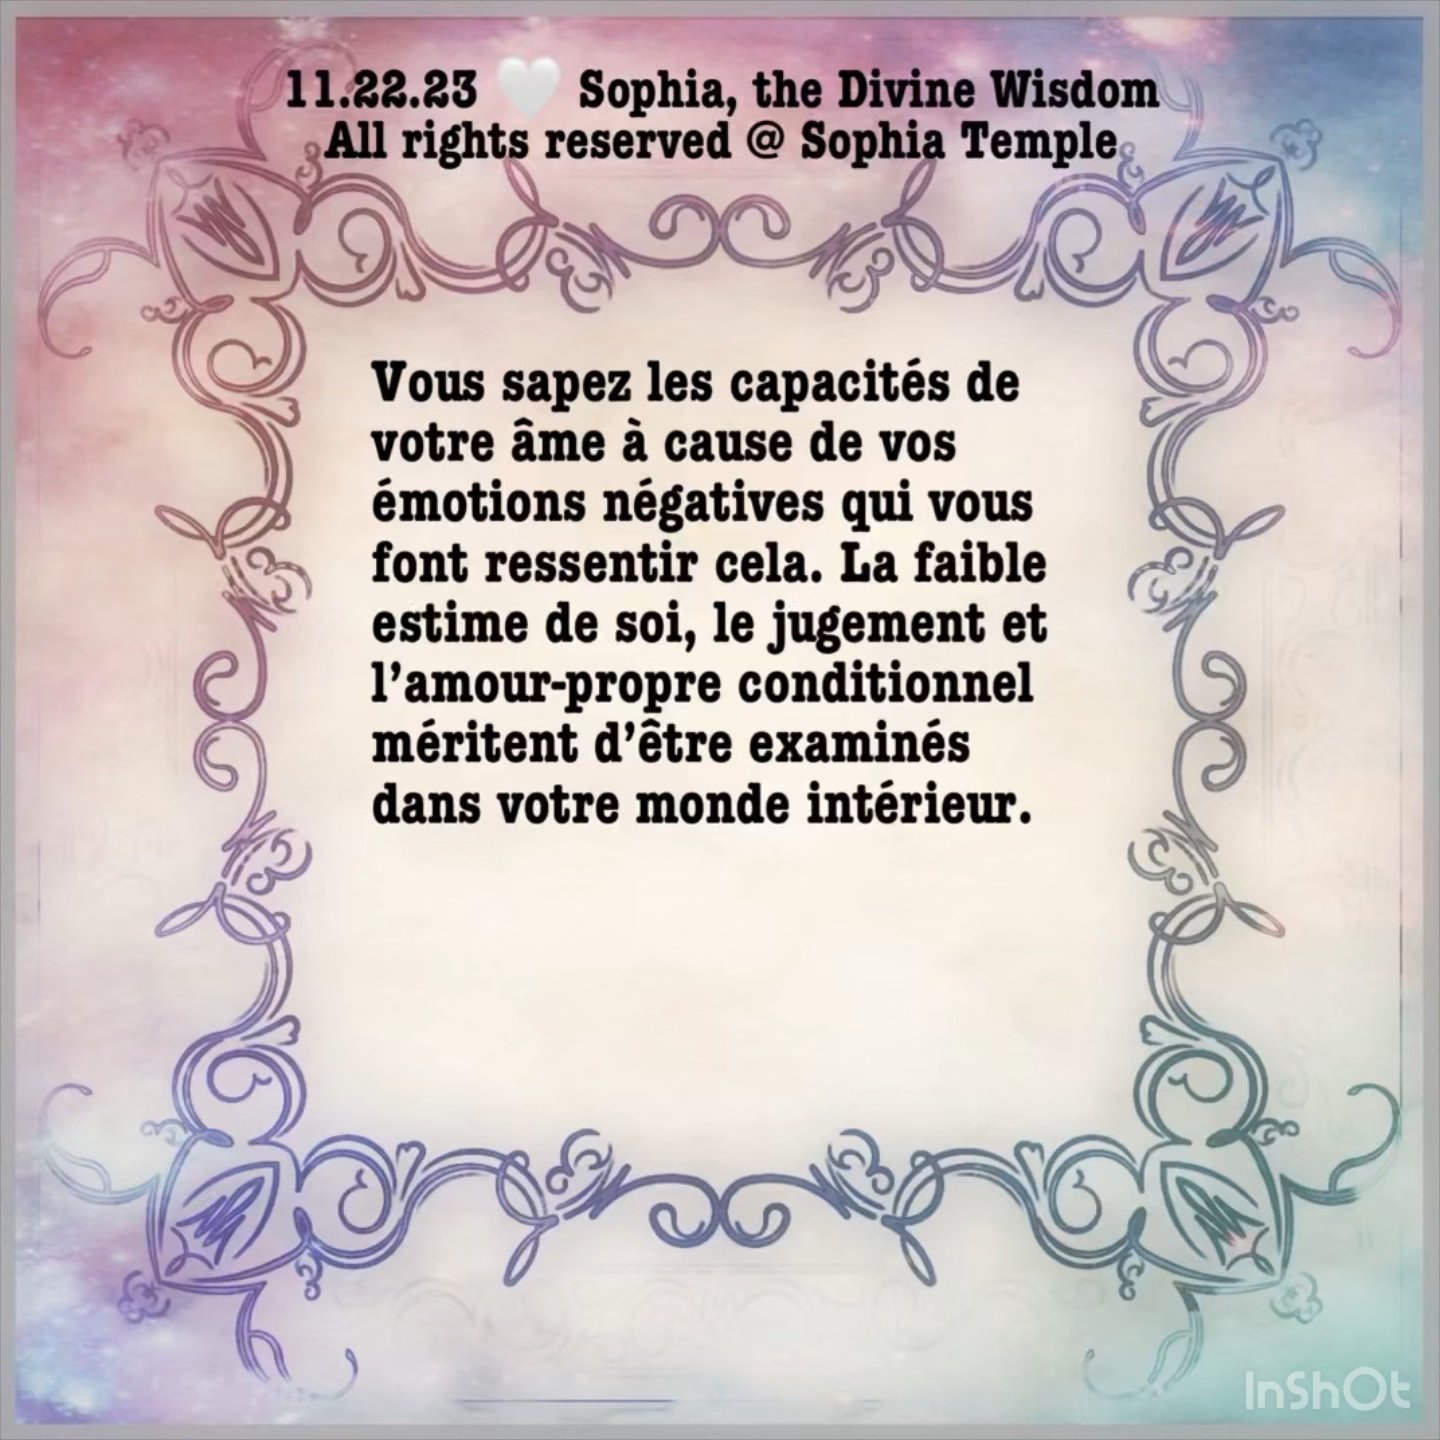 11.22.23 🤍 Sophia, the Divine Wisdom
All rights reserved @ Sophia Temple
Vous sapez les capacités de
votre âme à cause de vos
émotions négatives qui vous
font ressentir cela. La faible
estime de soi, le jugement et
l’amour-propre conditionnel
méritent d’être examinés
dans votre monde intérieur.
InShOt